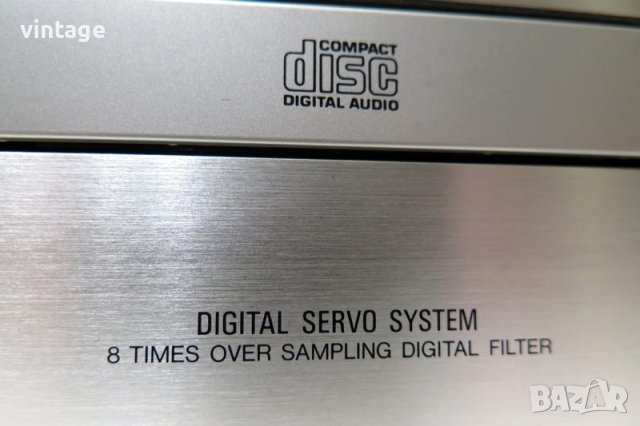 vintage
COMPACT
disc
DIGITAL AUDIO
DIGITAL SERVO SYSTEM
8 TIMES OVER SAMPLING DIGITAL FILTER
BAZAR